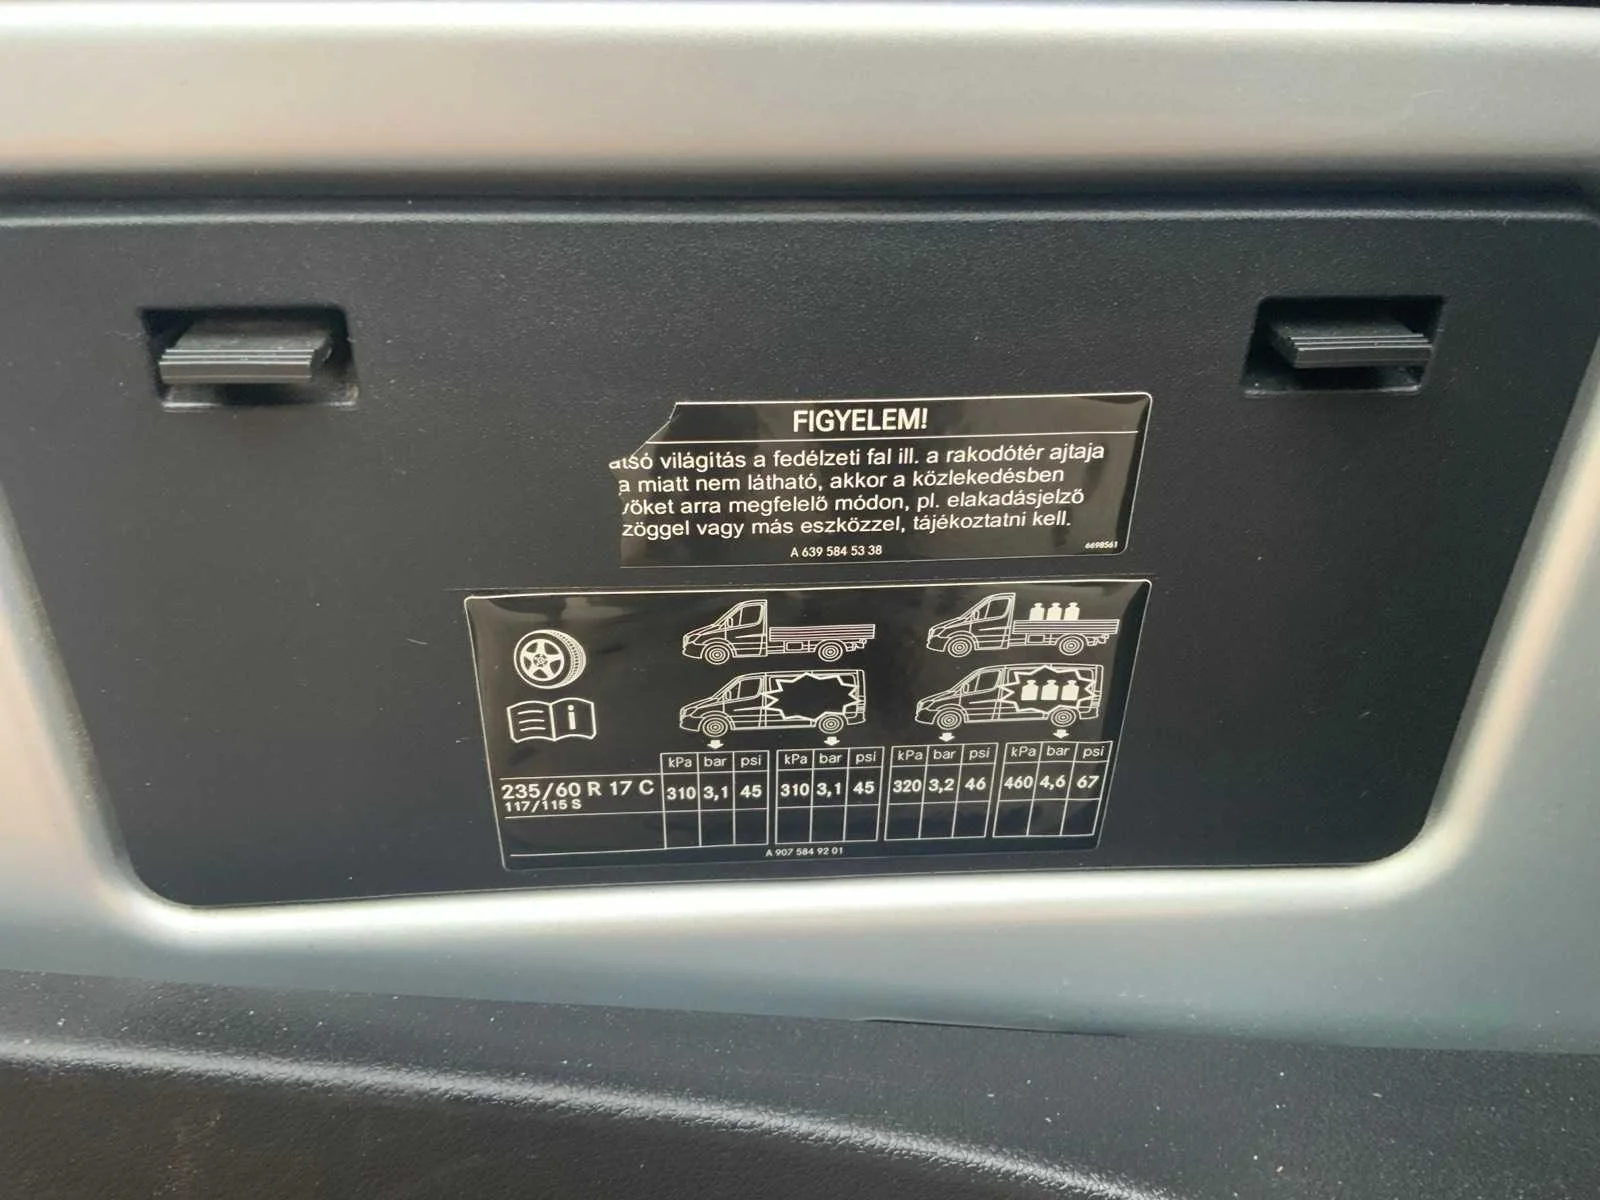 FIGYELEM!
atsó világítás a fedélzeti fal ill. a rakodótér ajtaja
a miatt nem látható, akkor a közlekedésben
vőket arra megfelelő módon, pl. elakadásjelző
zöggel vagy más eszközzel, tájékoztatni kell.
A 639 584 53 38
6698561
kPa bar psi kPa bar psi kPa bar psi kPa bar psi
235/60 R 17 C 310 3,1 45 310 3,1 45 320 3,2 46 460 4,6 67
117/115 S
A 907 584 92 01